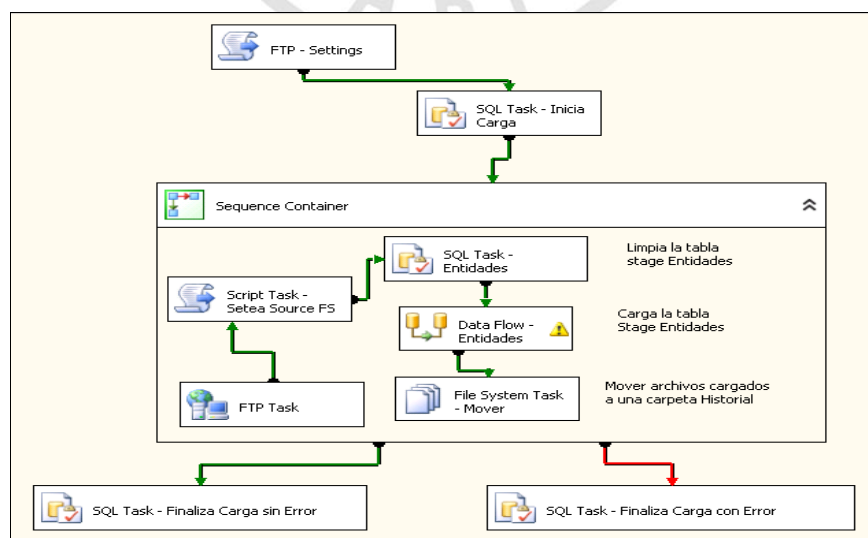 FTP - Settings
SQL Task - Inicia
Carga
Sequence Container
SQL Task -
Entidades
Limpia la tabla
stage Entidades
Script Task -
Setea Source FS
Data Flow -
Entidades
Carga la tabla
Stage Entidades
FTP Task
File System Task
- Mover
Mover archivos cargados
a una carpeta Historial
SQL Task - Finaliza Carga sin Error
SQL Task - Finaliza Carga con Error